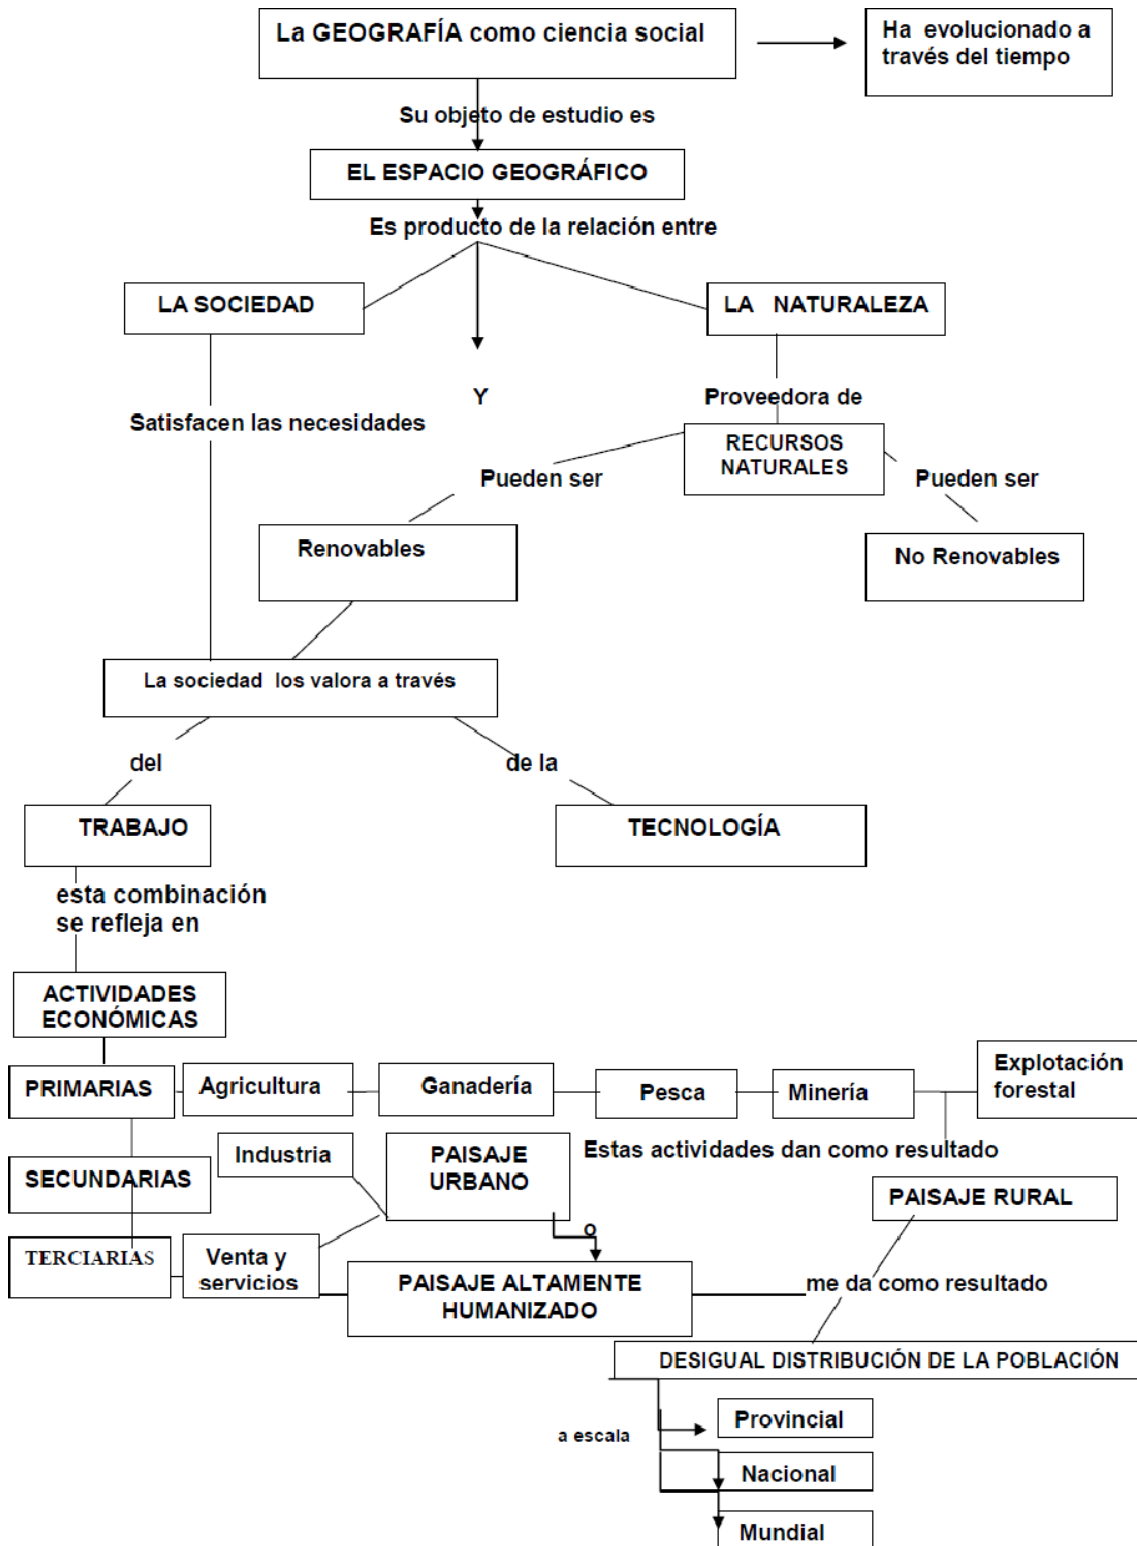 La GEOGRAFÍA como ciencia social
Ha evolucionado a
través del tiempo
Su objeto de estudio es
EL ESPACIO GEOGRÁFICO
Es producto de la relación entre
LA SOCIEDAD
LA NATURALEZA
Y
Proveedora de
Satisfacen las necesidades
RECURSOS
NATURALES
Pueden ser
Pueden ser
Renovables
No Renovables
La sociedad los valora a través
del
de la
TRABAJO
TECNOLOGÍA
esta combinación
se refleja en
ACTIVIDADES
ECONÓMICAS
PRIMARIAS
Agricultura
Ganadería
Pesca
Minería
Explotación
forestal
Estas actividades dan como resultado
Industria
PAISAJE
URBANO
SECUNDARIAS
PAISAJE RURAL
o
TERCIARIAS
Venta y
servicios
PAISAJE ALTAMENTE
HUMANIZADO
me da como resultado
DESIGUAL DISTRIBUCIÓN DE LA POBLACIÓN
a escala
Provincial
Nacional
Mundial